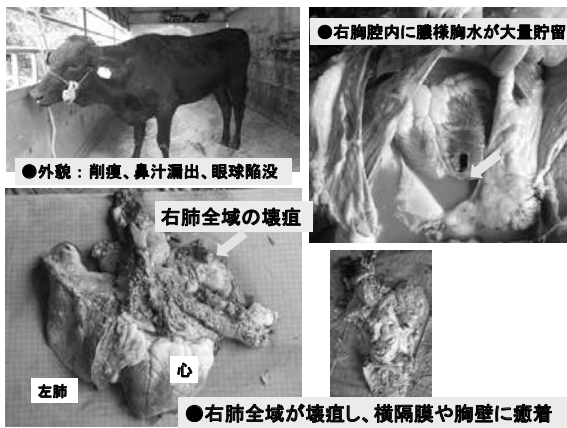 ●右胸腔内に膿様胸水が大量貯留
●外貌：削痩、鼻汁漏出、眼球陥没
右肺全域の壊疽
心
左肺
●右肺全域が壊疽し、横隔膜や胸壁に癒着